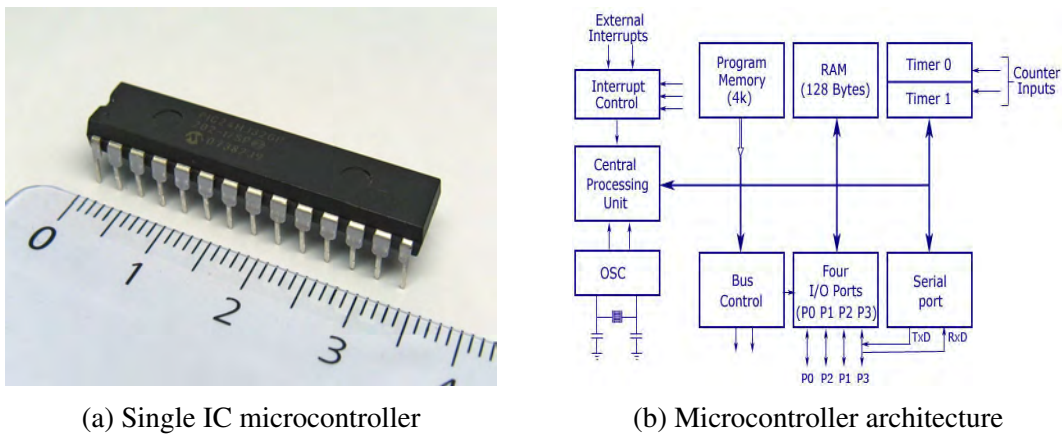 0
1
2
3
4
External
Interrupts
Interrupt
Control
Program
Memory
(4k)
RAM
(128 Bytes)
Timer 0
Timer 1
Counter
Inputs
Central
Processing
Unit
OSC
Bus
Control
Four
I/O Ports
(P0 P1 P2 P3)
Serial
port
TxD
RxD
P0 P2 P1 P3
(a) Single IC microcontroller
(b) Microcontroller architecture